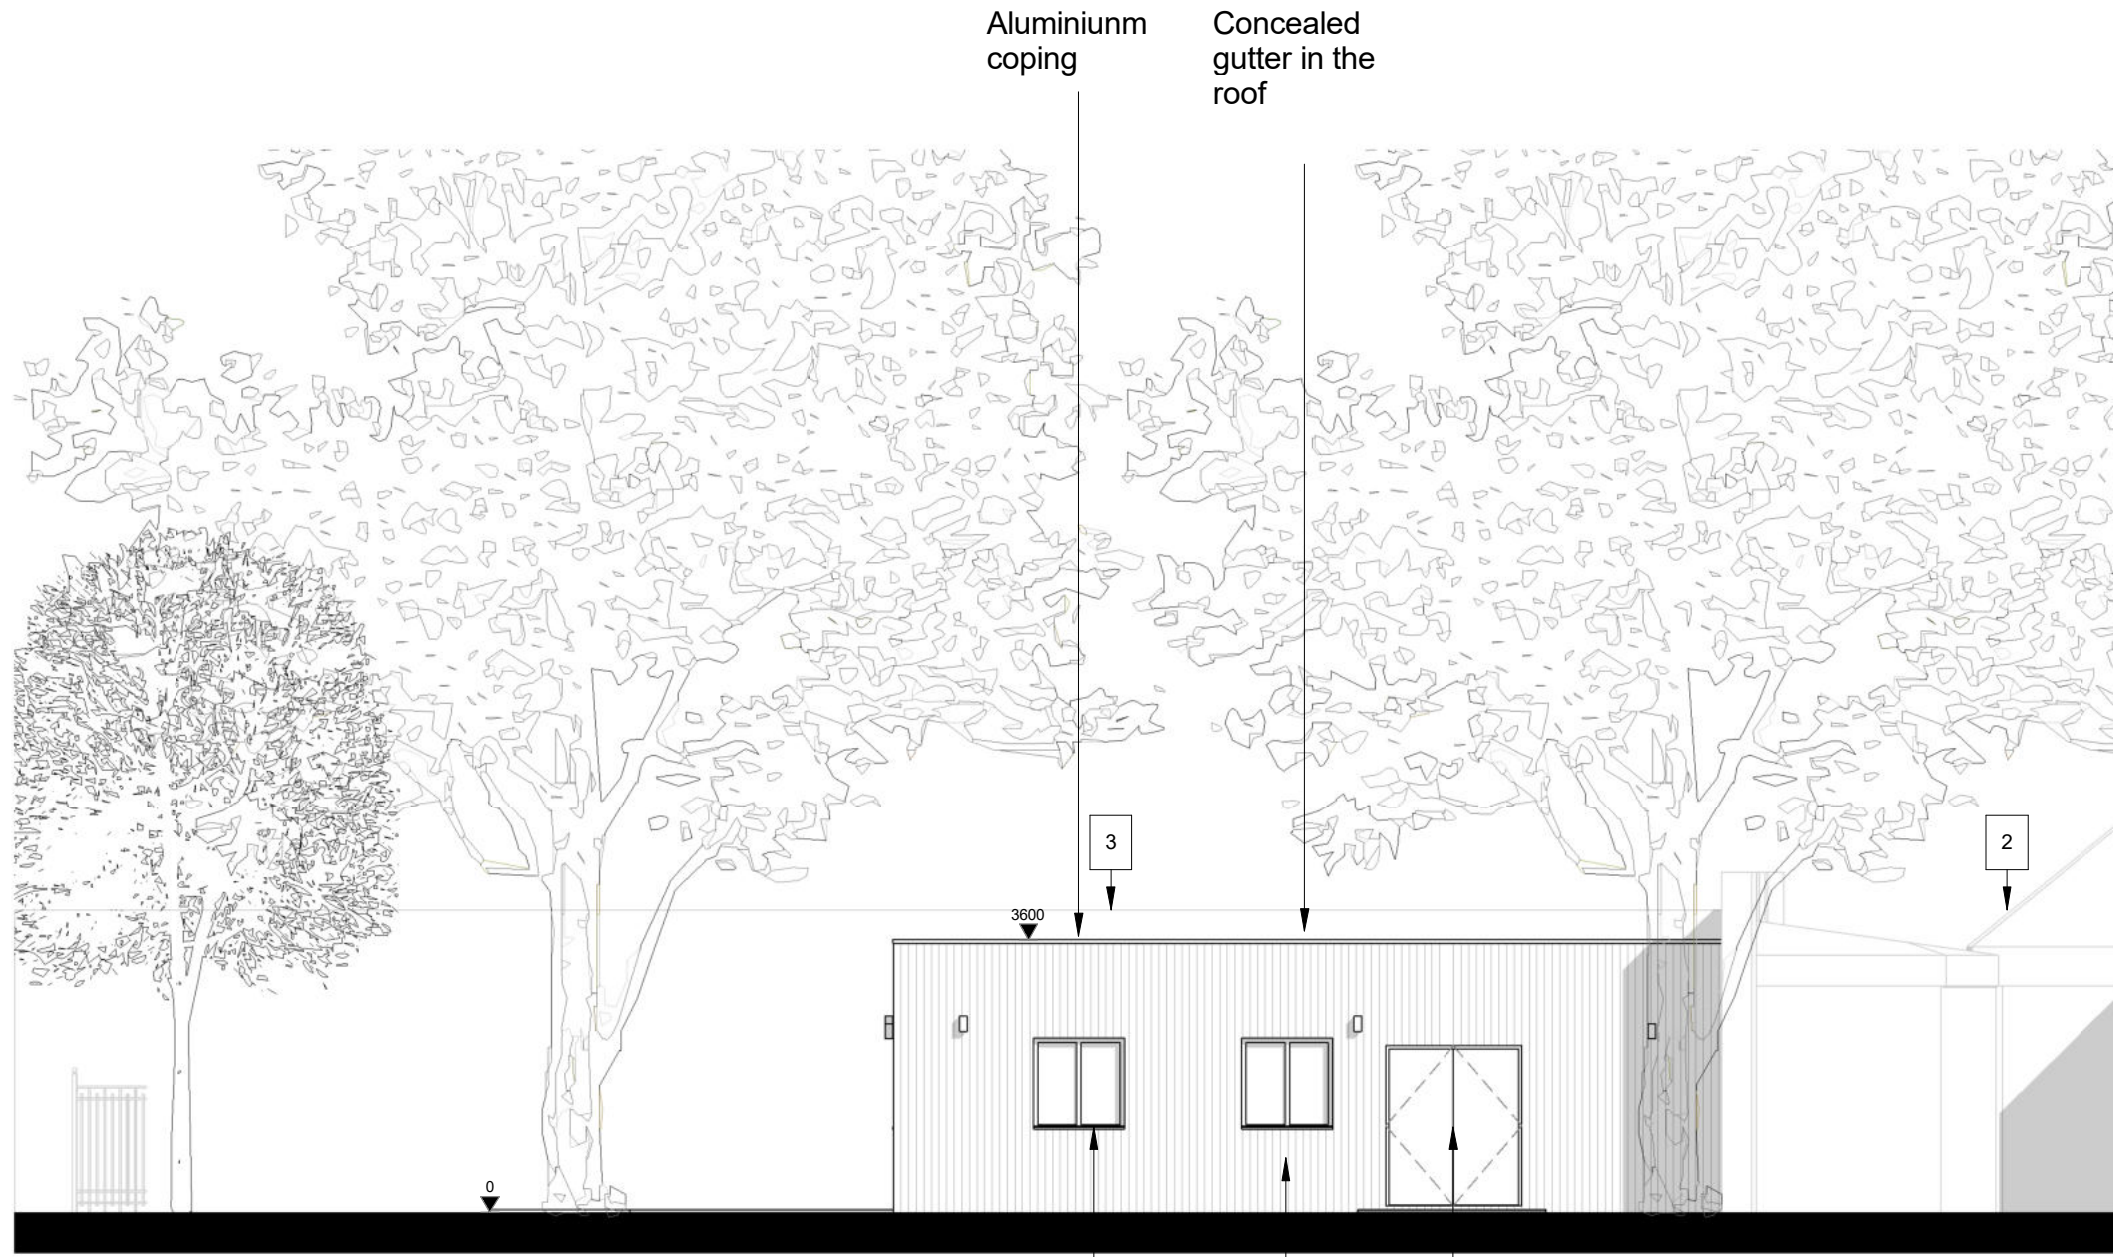 Aluminiunm
coping
Concealed
gutter in the
roof
3
2
3600
0